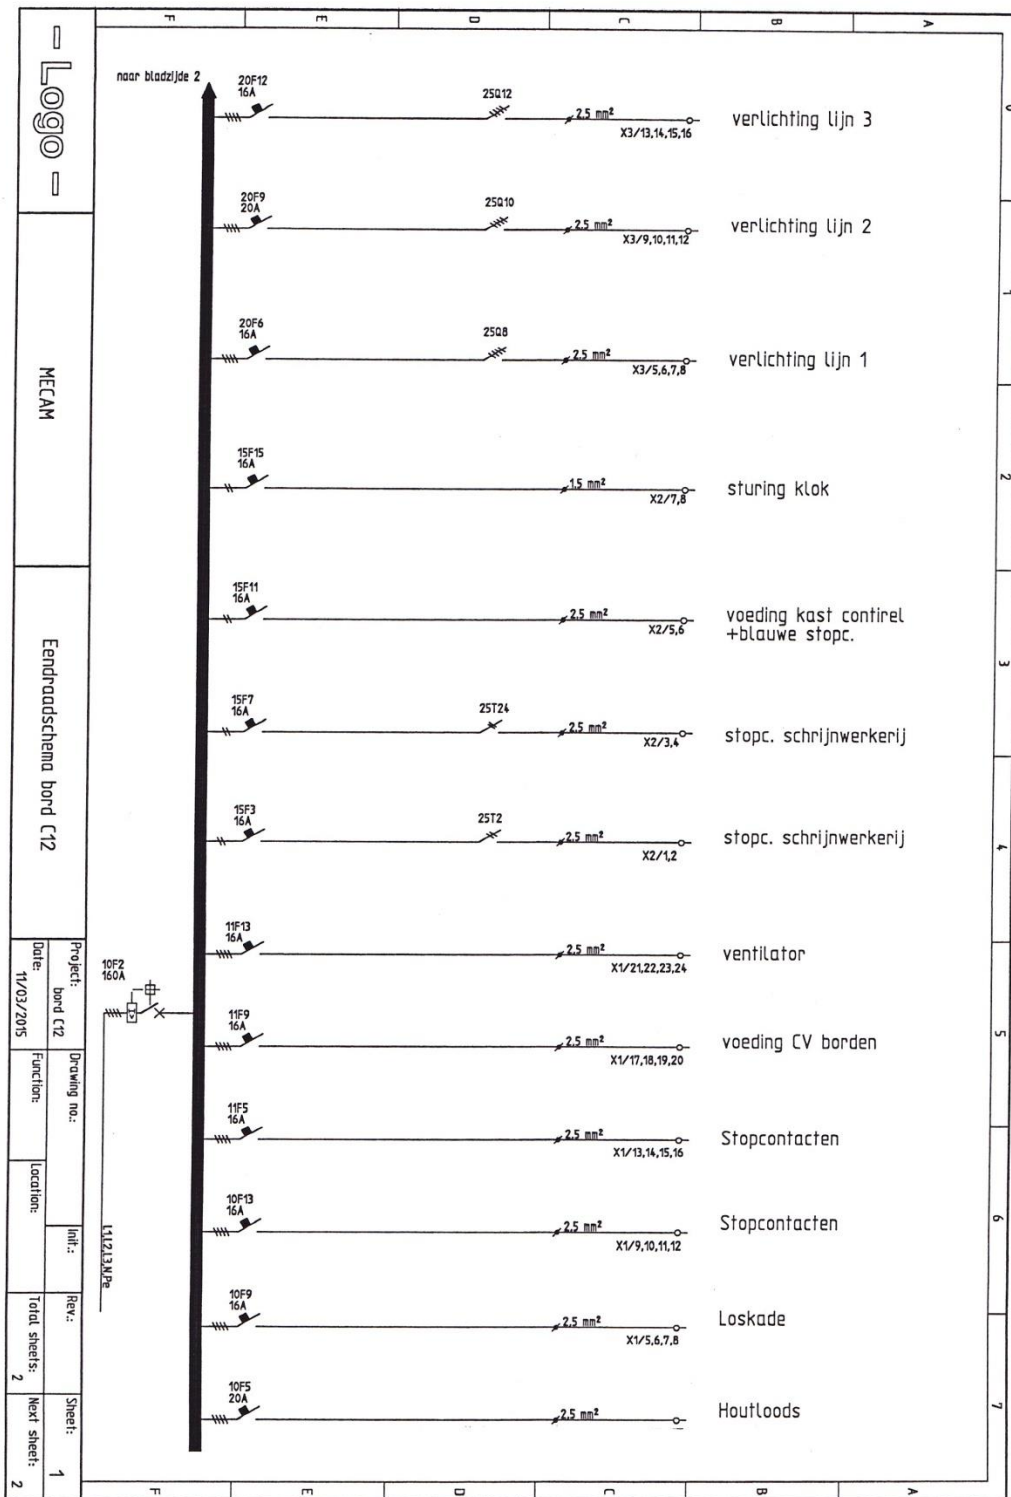 F E D C B A
naar bladzijde 2
20F12
16A
25Q12
2.5 mm²
X3/13,14,15,16
verlichting lijn 3
20F9
20A
25Q10
2.5 mm²
X3/9,10,11,12
verlichting lijn 2
1
20F6
16A
25Q8
2.5 mm²
X3/5,6,7,8
verlichting lijn 1
2
15F15
16A
1.5 mm²
X2/7,8
sturing klok
15F11
16A
2.5 mm²
X2/5,6
voeding kast contirel
+blauwe stopc.
3
15F7
16A
25T24
2.5 mm²
X2/3,4
stopc. schrijnwerkerij
15F3
16A
25T2
2.5 mm²
X2/1,2
stopc. schrijnwerkerij
4
11F13
16A
2.5 mm²
X1/21,22,23,24
ventilator
10F2
160A
L1,L2,L3,N,Pe
5
11F9
16A
2.5 mm²
X1/17,18,19,20
voeding CV borden
11F5
16A
2.5 mm²
X1/13,14,15,16
Stopcontacten
6
10F13
16A
2.5 mm²
X1/9,10,11,12
Stopcontacten
10F9
16A
2.5 mm²
X1/5,6,7,8
Loskade
10F5
20A
2.5 mm²
Houtloods
7
F E D C B A
- Logo -
MECAM
Eendraadschema bord C12
Project: bord C12
Drawing no.:
Init.:
Rev.:
Sheet: 1
Date: 11/03/2015
Function:
Location:
Total sheets: 2
Next sheet: 2